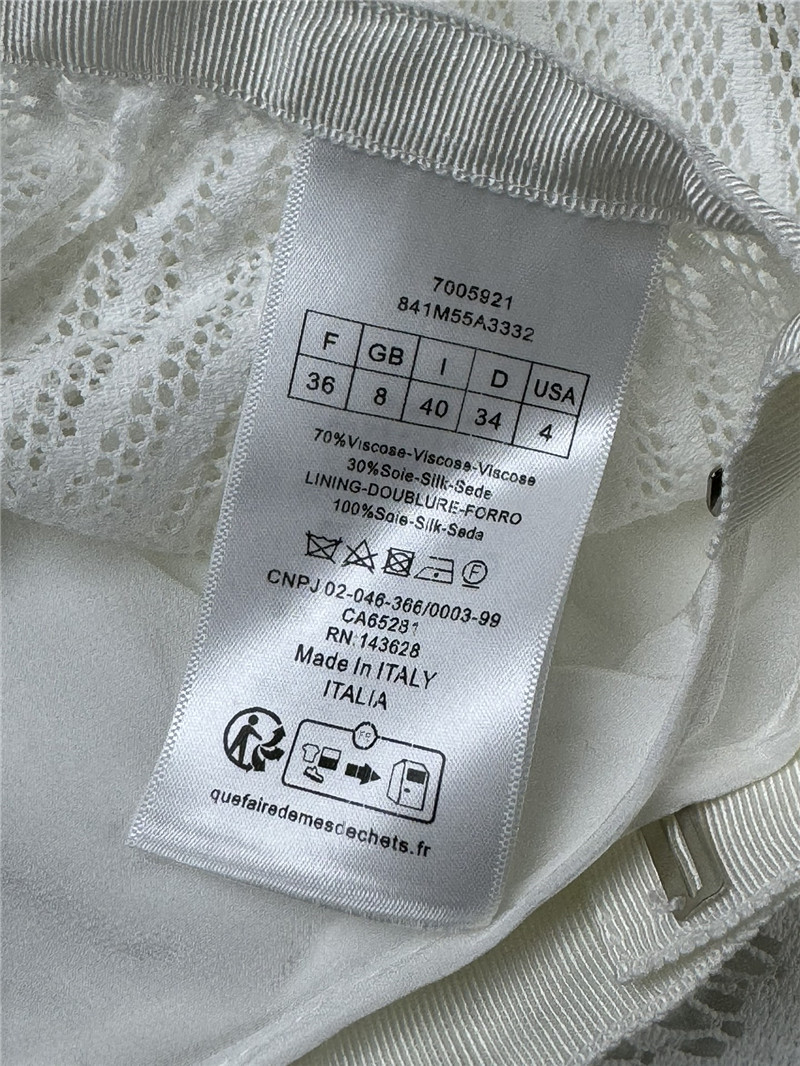 7005921
841M55A3332
F GB I D USA
36 8 40 34 4
70%Viscose-Viscose-Viscose
30%Soie-Silk-Sede
LINING-DOUBLURE-FORRO
100%Soie-Silk-Seda
F
CNPJ 02-046-366/0003-99
CA65281
RN:143628
Made In ITALY
ITALIA
FR
quefairedemesdechets.fr